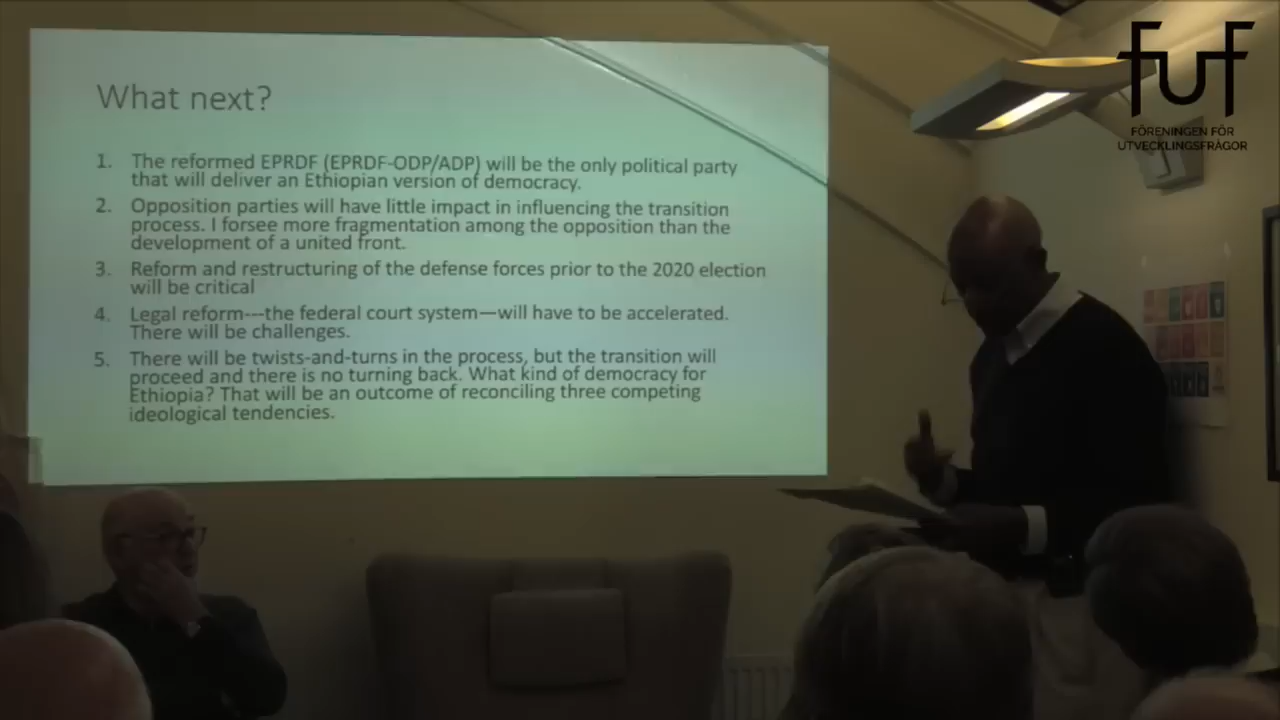 What next?
1. The reformed EPRDF (EPRDF-ODP/ADP) will be the only political party
that will deliver an Ethiopian version of democracy.
2. Opposition parties will have little impact in influencing the transition
process. I forsee more fragmentation among the opposition than the
development of a united front.
3. Reform and restructuring of the defense forces prior to the 2020 election
will be critical
4. Legal reform---the federal court system—will have to be accelerated.
There will be challenges.
5. There will be twists-and-turns in the process, but the transition will
proceed and there is no turning back. What kind of democracy for
Ethiopia? That will be an outcome of reconciling three competing
ideological tendencies.
fuf
FÖRENINGEN FÖR
UTVECKLINGSFRÅGOR